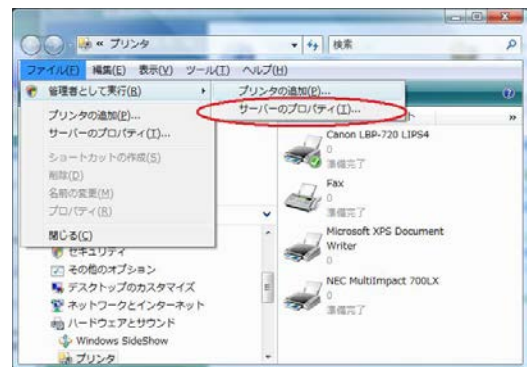 « プリンタ
検索
ファイル(F) 編集(E) 表示(V) ツール(T) ヘルプ(H)
管理者として実行(R)
プリンタの追加(P)...
サーバーのプロパティ(T)...
プリンタの追加(P)...
サーバーのプロパティ(T)...
ショートカットの作成(S)
削除(D)
名前の変更(M)
プロパティ(R)
閉じる(C)
セキュリティ
その他のオプション
デスクトップのカスタマイズ
ネットワークとインターネット
ハードウェアとサウンド
Windows SideShow
プリンタ
Canon LBP-720 LIPS4
0
準備完了
Fax
0
準備完了
Microsoft XPS Document
Writer
0
NEC MultiImpact 700LX
0
準備完了